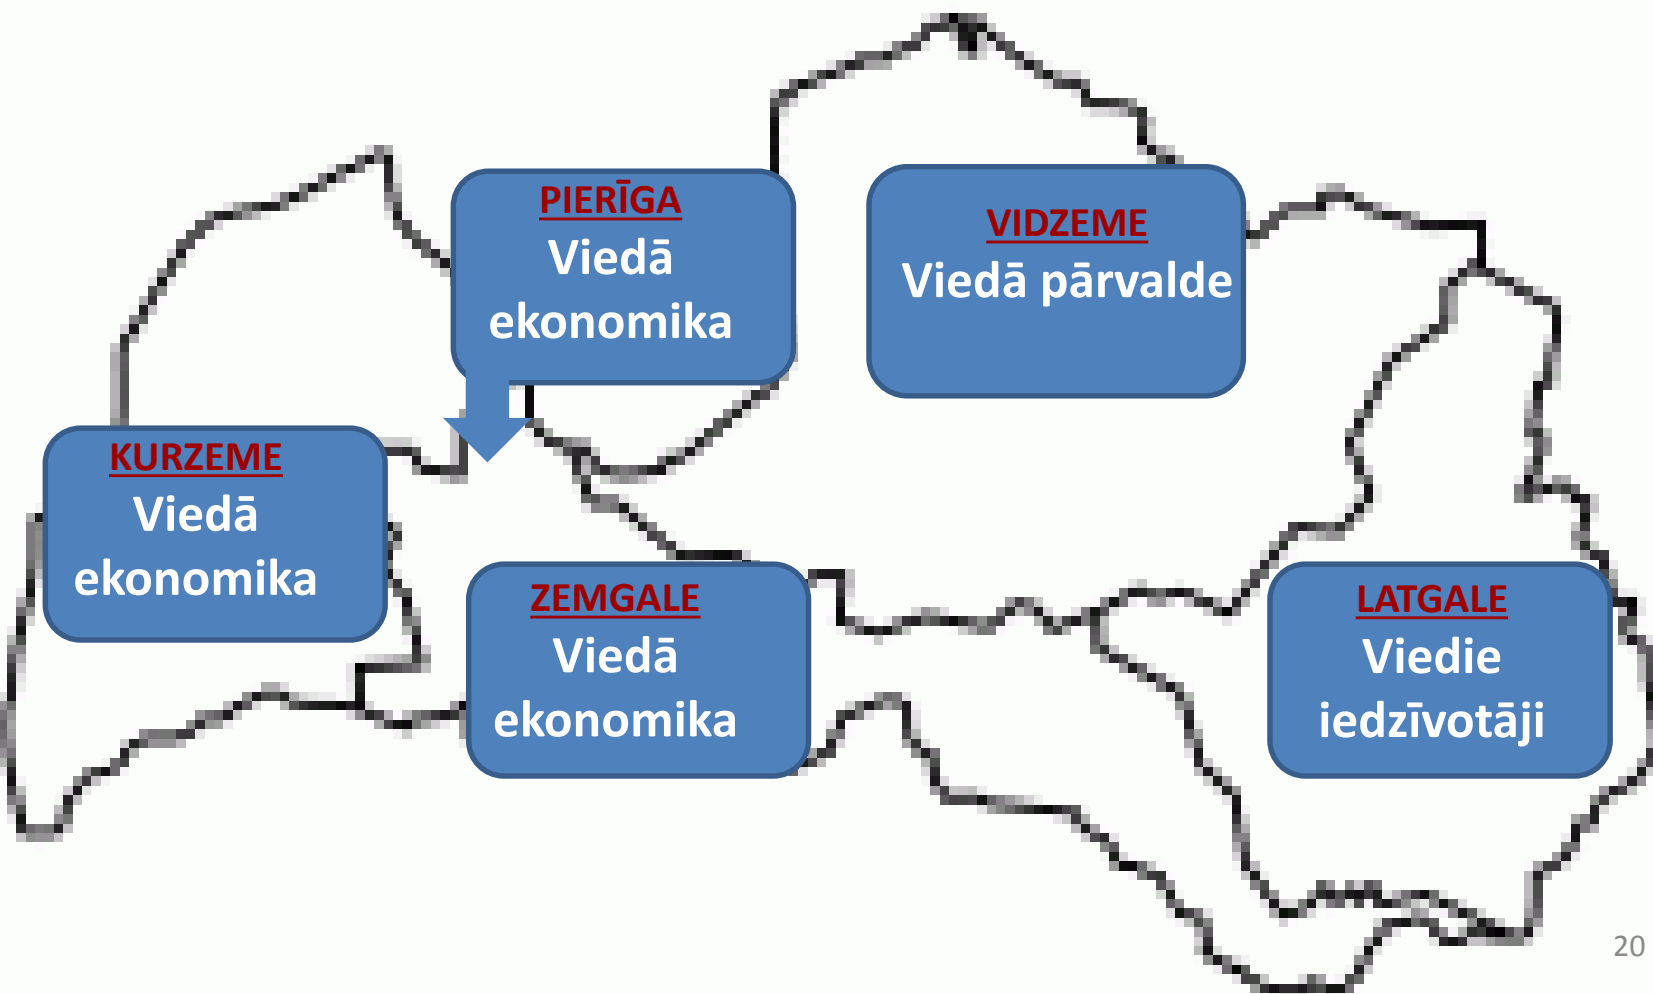 PIERĪGA
Viedā
ekonomika
VIDZEME
Viedā pārvalde
KURZEME
Viedā
ekonomika
ZEMGALE
Viedā
ekonomika
LATGALE
Viedie
iedzīvotāji
20